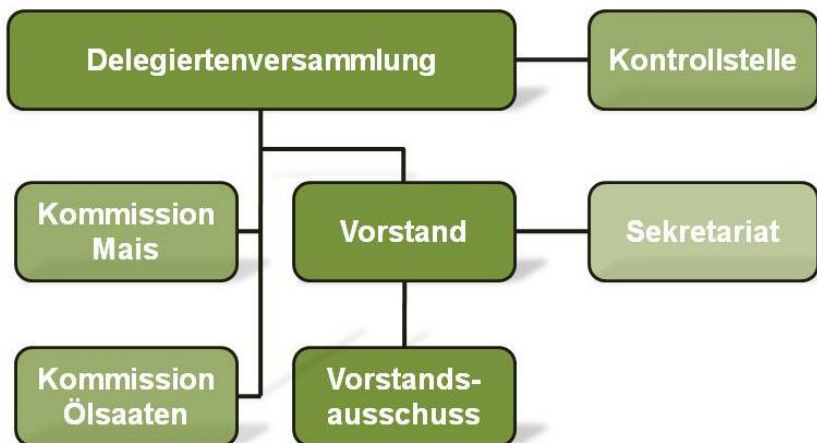 Delegiertenversammlung
Kontrollstelle
Kommission
Mais
Vorstand
Sekretariat
Kommission
Ölsaaten
Vorstands-
ausschuss